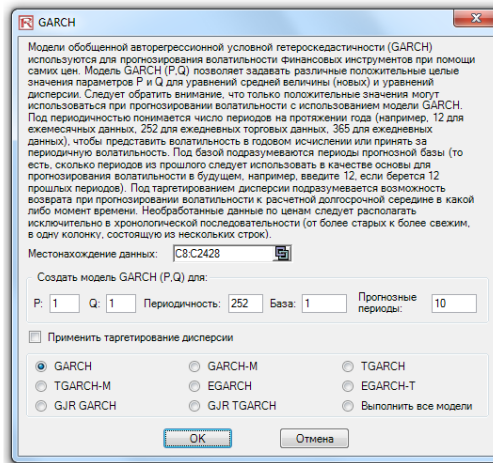 GARCH
Модели обобщенной авторегрессионной условной гетероскедастичности (GARCH)
используются для прогнозирования волатильности финансовых инструментов при помощи
самих цен. Модель GARCH (P,Q) позволяет задавать различные положительные целые
значения параметров P и Q для уравнений средней величины (новых) и уравнений
дисперсии. Следует обратить внимание, что только положительные значения могут
использоваться при прогнозировании волатильности с использованием модели GARCH.
Под периодичностью понимается число периодов на протяжении года (например, 12 для
ежемесячных данных, 252 для ежедневных торговых данных, 365 для ежедневных
данных), чтобы представить волатильность в годовом исчислении или принять за
периодичную волатильность. Под базой подразумеваются периоды прогнозной базы (то
есть, сколько периодов из прошлого следует использовать в качестве основы для
прогнозирования волатильности в будущем, например, введите 12, если берется 12
прошлых периодов). Под таргетированием дисперсии подразумевается возможность
возврата при прогнозировании волатильности к расчетной долгосрочной середине в какой
либо момент времени. Необработанные данные по ценам следует располагать
исключительно в хронологической последовательности (от более старых к более свежим,
в одну колонку, состоящую из нескольких строк).
Местонахождение данных: C8:C2428
Создать модель GARCH (P,Q) для:
P: 1 Q: 1 Периодичность: 252 База: 1 Прогнозные периоды: 10
Применить таргетирование дисперсии
GARCH GARCH-M TGARCH
TGARCH-M EGARCH EGARCH-T
GJR GARCH GJR TGARCH Выполнить все модели
OK Отмена